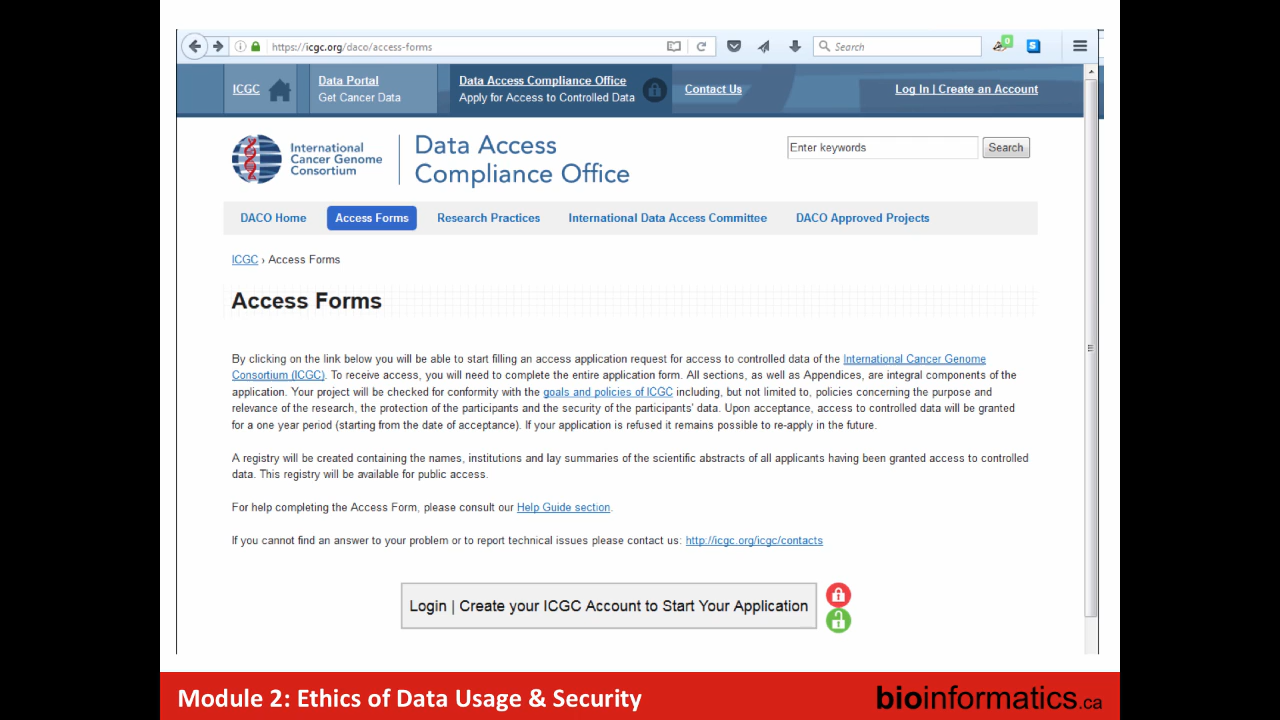 https://icgc.org/daco/access-forms
Search
0
S
ICGC
Data Portal
Get Cancer Data
Data Access Compliance Office
Apply for Access to Controlled Data
Contact Us
Log In | Create an Account
International
Cancer Genome
Consortium
Data Access
Compliance Office
Enter keywords
Search
DACO Home
Access Forms
Research Practices
International Data Access Committee
DACO Approved Projects
ICGC › Access Forms
Access Forms
By clicking on the link below you will be able to start filling an access application request for access to controlled data of the International Cancer Genome
Consortium (ICGC). To receive access, you will need to complete the entire application form. All sections, as well as Appendices, are integral components of the
application. Your project will be checked for conformity with the goals and policies of ICGC including, but not limited to, policies concerning the purpose and
relevance of the research, the protection of the participants and the security of the participants' data. Upon acceptance, access to controlled data will be granted
for a one year period (starting from the date of acceptance). If your application is refused it remains possible to re-apply in the future.
A registry will be created containing the names, institutions and lay summaries of the scientific abstracts of all applicants having been granted access to controlled
data. This registry will be available for public access.
For help completing the Access Form, please consult our Help Guide section.
If you cannot find an answer to your problem or to report technical issues please contact us: http://icgc.org/icgc/contacts
Login | Create your ICGC Account to Start Your Application
Module 2: Ethics of Data Usage & Security
bioinformatics.ca